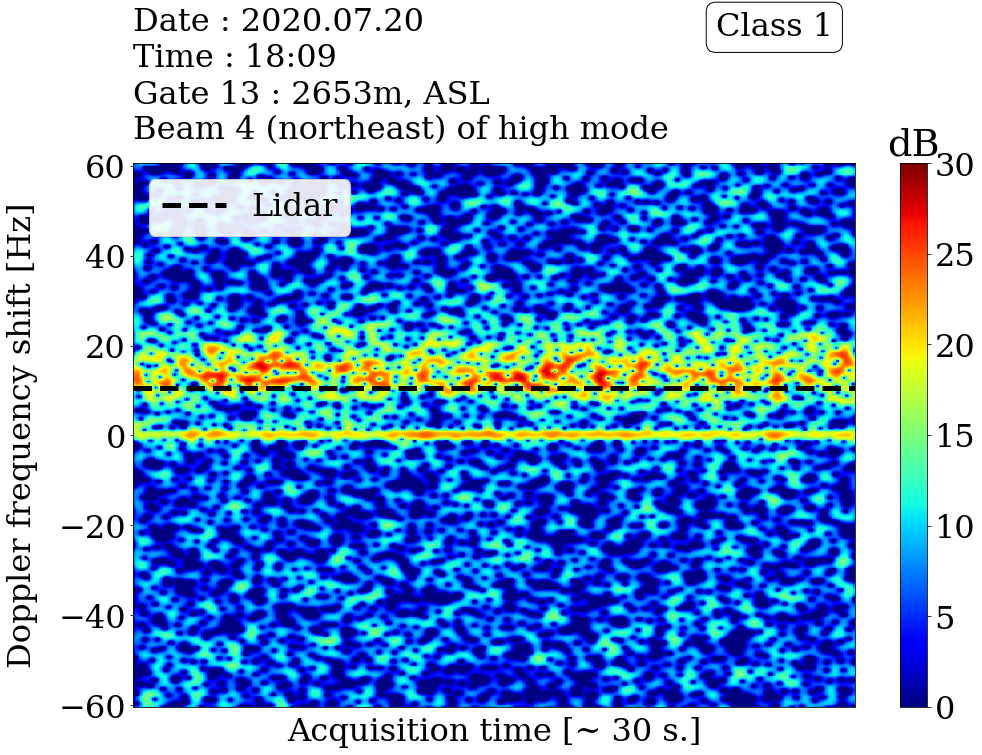 Date : 2020.07.20
Time : 18:09
Gate 13 : 2653m, ASL
Beam 4 (northeast) of high mode
Class 1
dB
Lidar
60
40
20
0
−20
−40
−60
Doppler frequency shift [Hz]
Acquisition time [~ 30 s.]
30
25
20
15
10
5
0